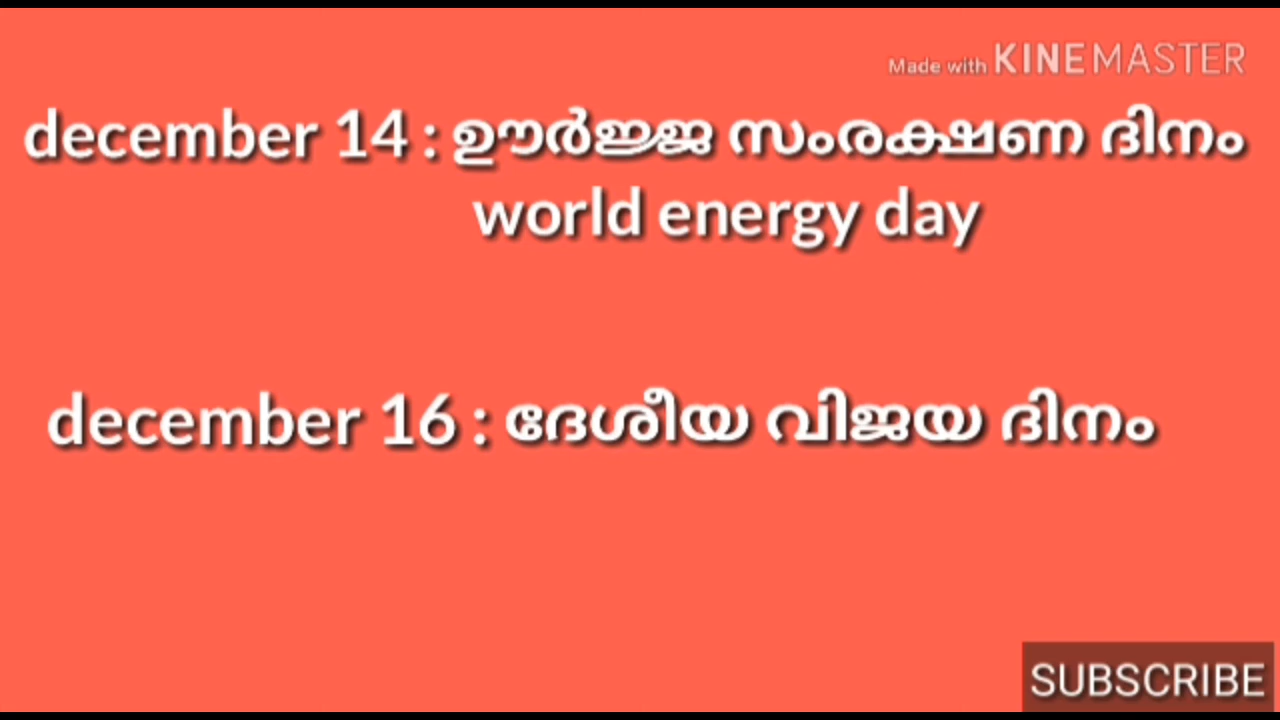 Made with KINEMASTER
december 14 : ഊർജ്ജ സംരക്ഷണ ദിനം
world energy day
december 16 : ദേശീയ വിജയ ദിനം
SUBSCRIBE